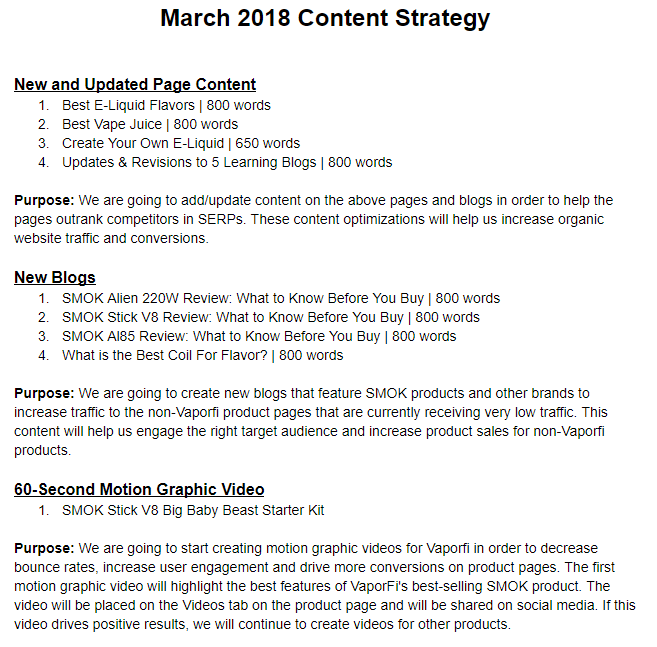 March 2018 Content Strategy
New and Updated Page Content
1. Best E-Liquid Flavors | 800 words
2. Best Vape Juice | 800 words
3. Create Your Own E-Liquid | 650 words
4. Updates & Revisions to 5 Learning Blogs | 800 words
Purpose: We are going to add/update content on the above pages and blogs in order to help the
pages outrank competitors in SERPs. These content optimizations will help us increase organic
website traffic and conversions.
New Blogs
1. SMOK Alien 220W Review: What to Know Before You Buy | 800 words
2. SMOK Stick V8 Review: What to Know Before You Buy | 800 words
3. SMOK Al85 Review: What to Know Before You Buy | 800 words
4. What is the Best Coil For Flavor? | 800 words
Purpose: We are going to create new blogs that feature SMOK products and other brands to
increase traffic to the non-Vaporfi product pages that are currently receiving very low traffic. This
content will help us engage the right target audience and increase product sales for non-Vaporfi
products.
60-Second Motion Graphic Video
1. SMOK Stick V8 Big Baby Beast Starter Kit
Purpose: We are going to start creating motion graphic videos for Vaporfi in order to decrease
bounce rates, increase user engagement and drive more conversions on product pages. The first
motion graphic video will highlight the best features of VaporFi's best-selling SMOK product. The
video will be placed on the Videos tab on the product page and will be shared on social media. If this
video drives positive results, we will continue to create videos for other products.